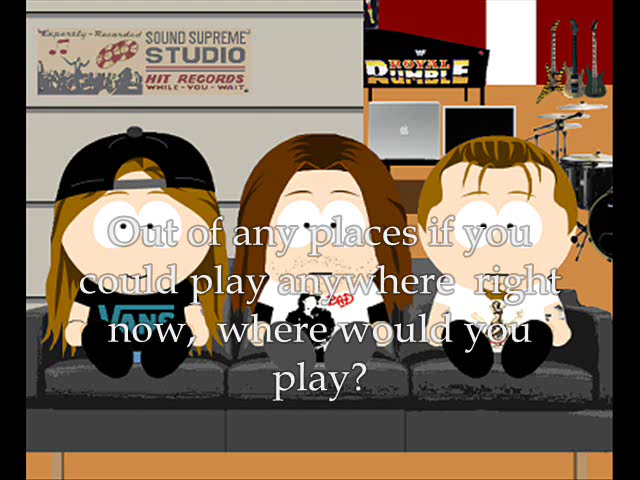 "Expertly-Recorded
SOUND SUPREME
STUDIO
HIT RECORDS
WHILE-YOU-WAIT.
W
ROYAL
RUMBLE
Out of any places if you
could play anywhere right
now, where would you
play?
VANS